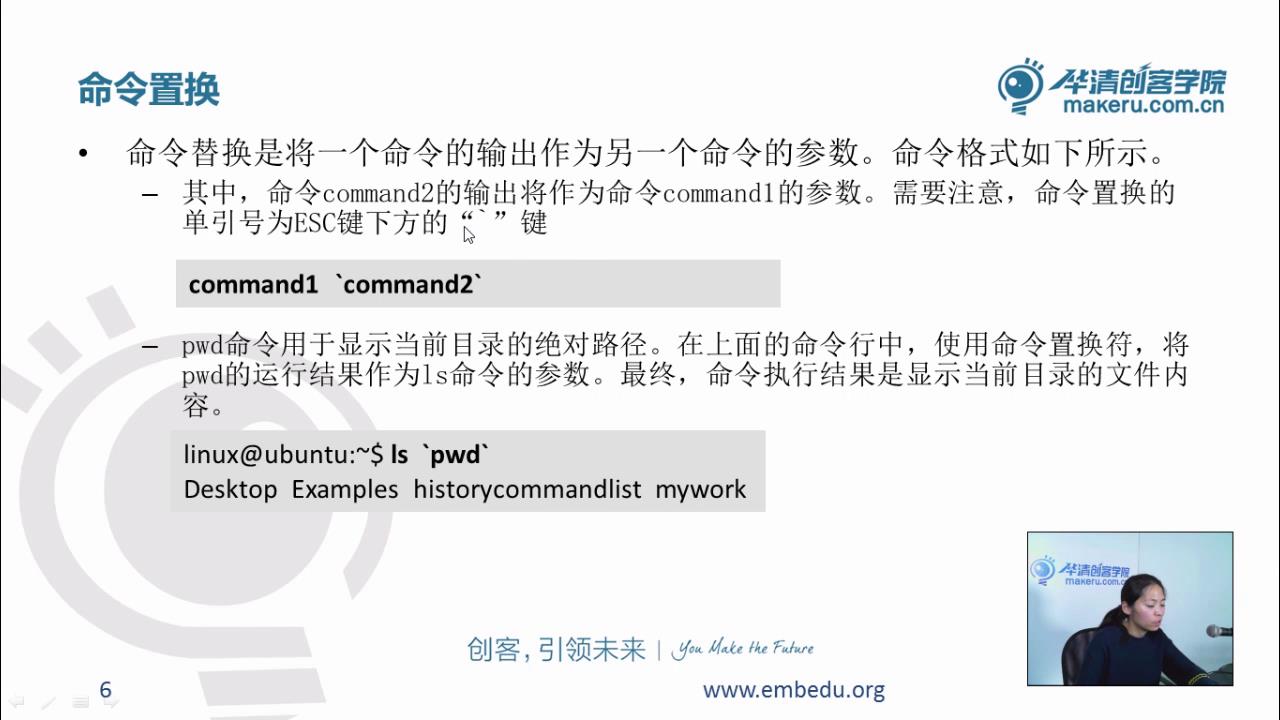 命令置换
华清创客学院
makeru.com.cn
• 命令替换是将一个命令的输出作为另一个命令的参数。命令格式如下所示。
– 其中，命令command2的输出将作为命令command1的参数。需要注意，命令置换的
单引号为ESC键下方的“`”键
command1 `command2`
– pwd命令用于显示当前目录的绝对路径。在上面的命令行中，使用命令置换符，将
pwd的运行结果作为ls命令的参数。最终，命令执行结果是显示当前目录的文件内
容。
linux@ubuntu:~$ ls `pwd`
Desktop Examples historycommandlist mywork
华清创客学院
makeru.com.c
创客，引领未来 | You Make the Future
6
www.embedu.org